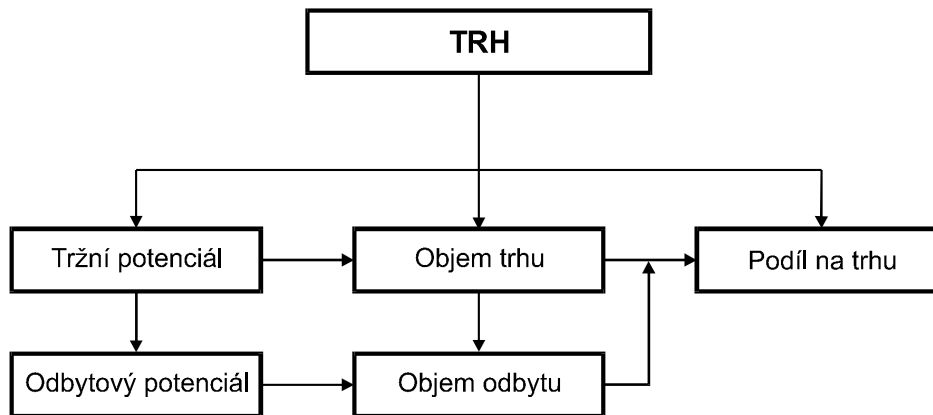 TRH
Tržní potenciál
Objem trhu
Podíl na trhu
Odbytový potenciál
Objem odbytu